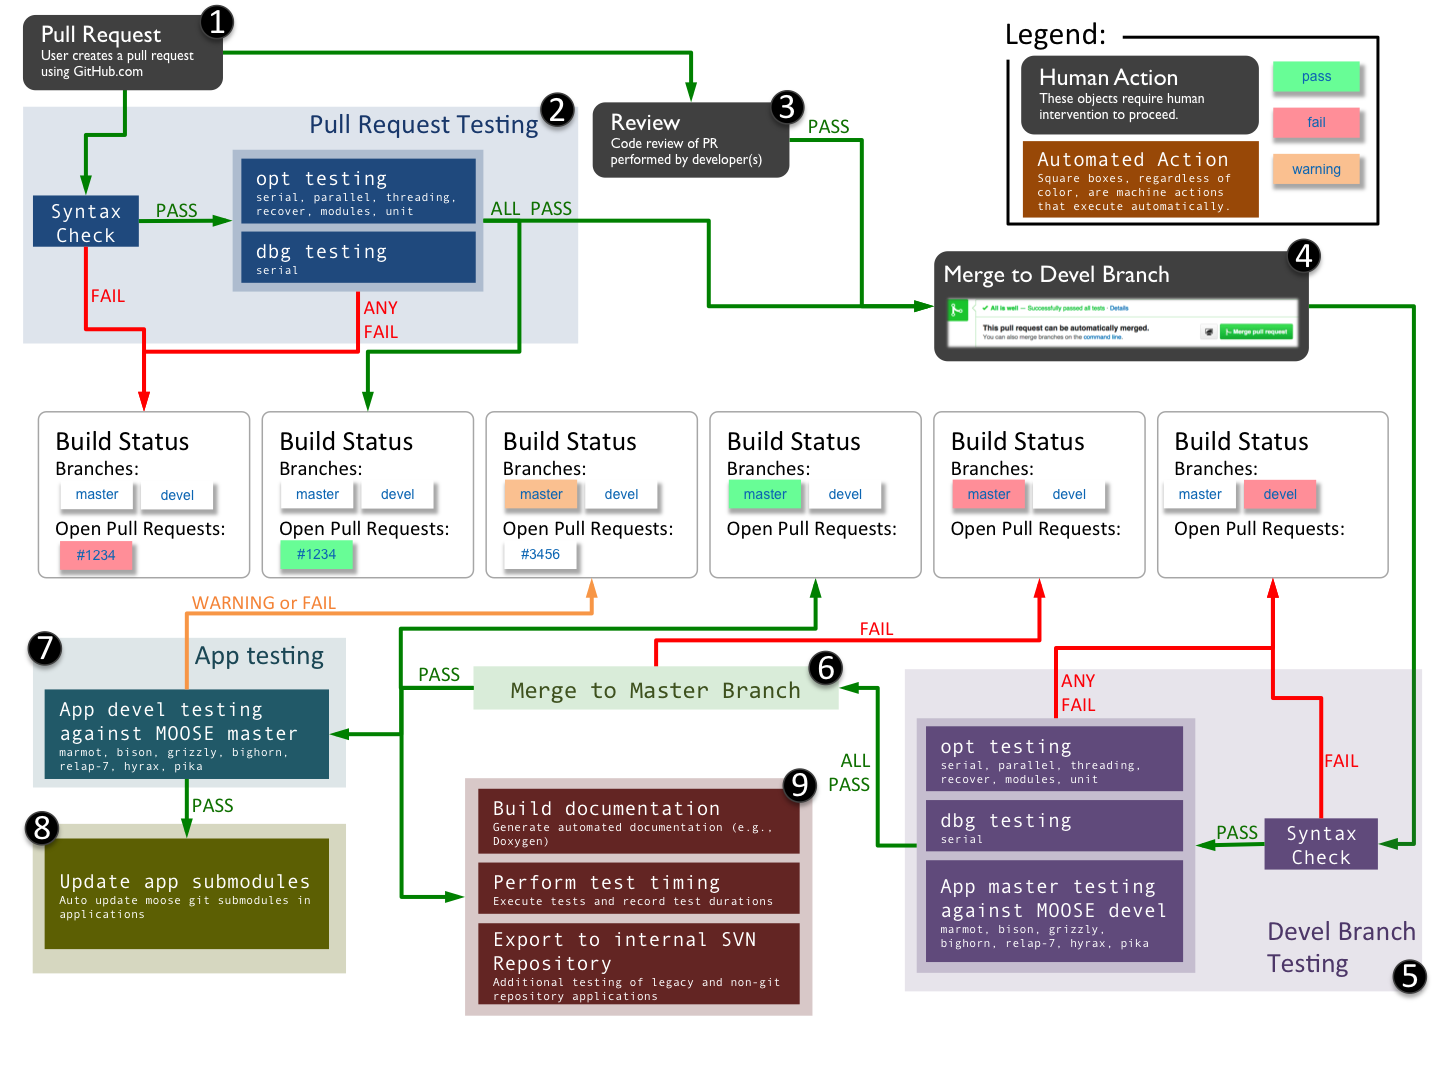 1
Pull Request
User creates a pull request
using GitHub.com
Legend:
Human Action
These objects require human
intervention to proceed.
Automated Action
Square boxes, regardless of
color, are machine actions
that execute automatically.
pass
fail
warning
2
Pull Request Testing
Syntax
Check
PASS
opt testing
serial, parallel, threading,
recover, modules, unit
dbg testing
serial
ALL PASS
FAIL
ANY
FAIL
3
Review
Code review of PR
performed by developer(s)
PASS
4
Merge to Devel Branch
All is well — Successfully passed all tests · Details
This pull request can be automatically merged.
You can also merge branches on the command line.
Merge pull request
Build Status
Branches:
master devel
Open Pull Requests:
#1234
Build Status
Branches:
master devel
Open Pull Requests:
#1234
Build Status
Branches:
master devel
Open Pull Requests:
#3456
Build Status
Branches:
master devel
Open Pull Requests:
Build Status
Branches:
master devel
Open Pull Requests:
Build Status
Branches:
master devel
Open Pull Requests:
WARNING or FAIL
7
App testing
App devel testing
against MOOSE master
marmot, bison, grizzly, bighorn,
relap-7, hyrax, pika
PASS
8
Update app submodules
Auto update moose git submodules in
applications
PASS
FAIL
6
Merge to Master Branch
9
Build documentation
Generate automated documentation (e.g.,
Doxygen)
Perform test timing
Execute tests and record test durations
Export to internal SVN
Repository
Additional testing of legacy and non-git
repository applications
ALL
PASS
ANY
FAIL
opt testing
serial, parallel, threading,
recover, modules, unit
dbg testing
serial
App master testing
against MOOSE devel
marmot, bison, grizzly,
bighorn, relap-7, hyrax, pika
FAIL
PASS
Syntax
Check
Devel Branch
Testing
5